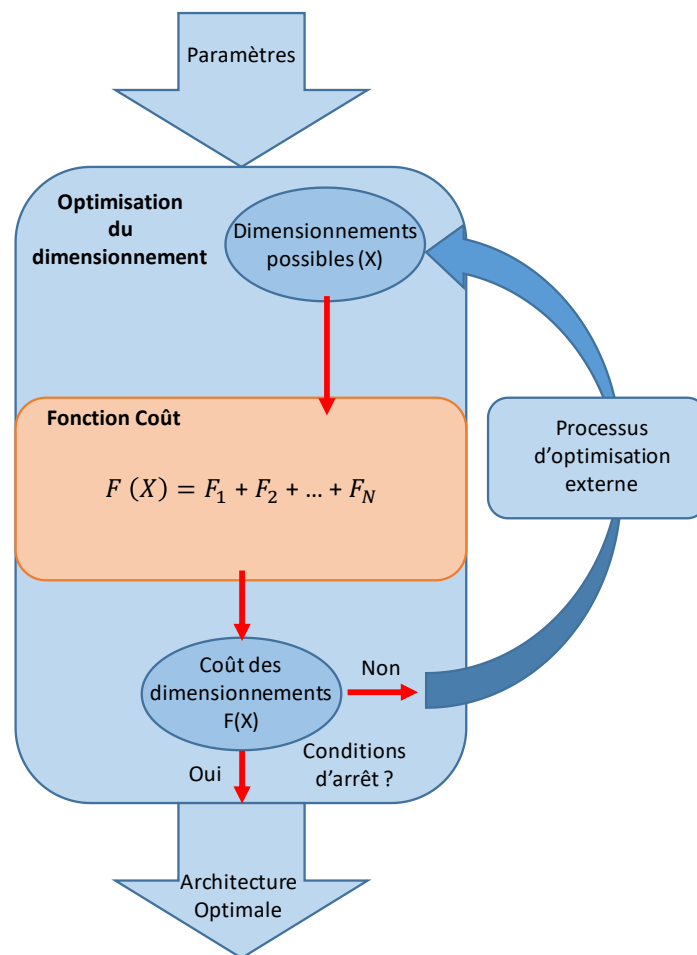 Paramètres
Optimisation
du
dimensionnement
Dimensionnements
possibles (X)
Fonction Coût
F (X) = F₁ + F₂ + … + F_N
Processus
d’optimisation
externe
Coût des
dimensionnements
F(X)
Non
Conditions
d’arrêt ?
Oui
Architecture
Optimale